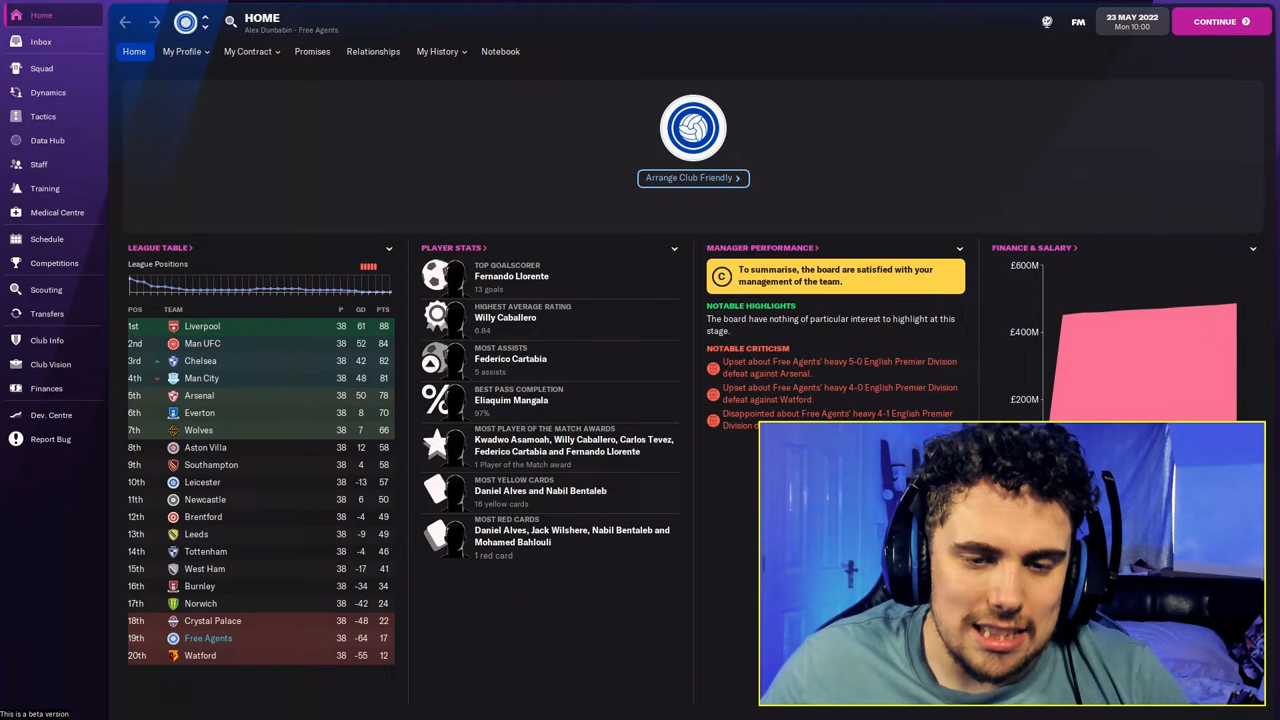 Home
HOME
Alex Dunbabin - Free Agents
FM
23 MAY 2022
Mon 10:00
CONTINUE
Home
My Profile
My Contract
Promises
Relationships
My History
Notebook
Inbox
Squad
Dynamics
Tactics
Data Hub
Staff
Training
Medical Centre
Schedule
Competitions
Scouting
Transfers
Club Info
Club Vision
Finances
Dev. Centre
Report Bug
This is a beta version
Arrange Club Friendly >
LEAGUE TABLE >
League Positions
POS TEAM P GD PTS
1st Liverpool 38 61 88
2nd Man UFC 38 52 84
3rd Chelsea 38 42 82
4th Man City 38 48 81
5th Arsenal 38 50 78
6th Everton 38 8 70
7th Wolves 38 7 66
8th Aston Villa 38 12 58
9th Southampton 38 4 58
10th Leicester 38 -13 57
11th Newcastle 38 6 50
12th Brentford 38 -4 49
13th Leeds 38 -9 49
14th Tottenham 38 -4 46
15th West Ham 38 -17 41
16th Burnley 38 -34 34
17th Norwich 38 -42 24
18th Crystal Palace 38 -48 22
19th Free Agents 38 -64 17
20th Watford 38 -55 12
PLAYER STATS >
TOP GOALSCORER
Fernando Llorente
13 goals
HIGHEST AVERAGE RATING
Willy Caballero
6.84
MOST ASSISTS
Federico Cartabia
5 assists
%
BEST PASS COMPLETION
Eliaquim Mangala
97%
MOST PLAYER OF THE MATCH AWARDS
Kwadwo Asamoah, Willy Caballero, Carlos Tevez,
Federico Cartabia and Fernando Llorente
1 Player of the Match award
MOST YELLOW CARDS
Daniel Alves and Nabil Bentaleb
16 yellow cards
MOST RED CARDS
Daniel Alves, Jack Wilshere, Nabil Bentaleb and
Mohamed Bahlouli
1 red card
MANAGER PERFORMANCE >
C
To summarise, the board are satisfied with your
management of the team.
NOTABLE HIGHLIGHTS
The board have nothing of particular interest to highlight at this
stage.
NOTABLE CRITICISM
Upset about Free Agents' heavy 5-0 English Premier Division
defeat against Arsenal.
Upset about Free Agents' heavy 4-0 English Premier Division
defeat against Watford.
Disappointed about Free Agents' heavy 4-1 English Premier
Division
FINANCE & SALARY >
£600M
£400M
£200M